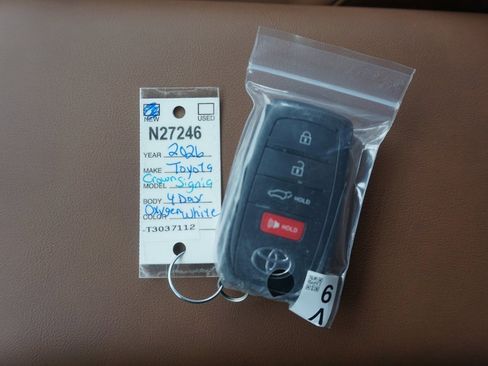 NEW USED
N27246
YEAR 2026
MAKE Toyota
Crown
MODEL Signia
BODY 4 Door
COLOR Oxygen White
T3037112
HOLD
HOLD
9
V